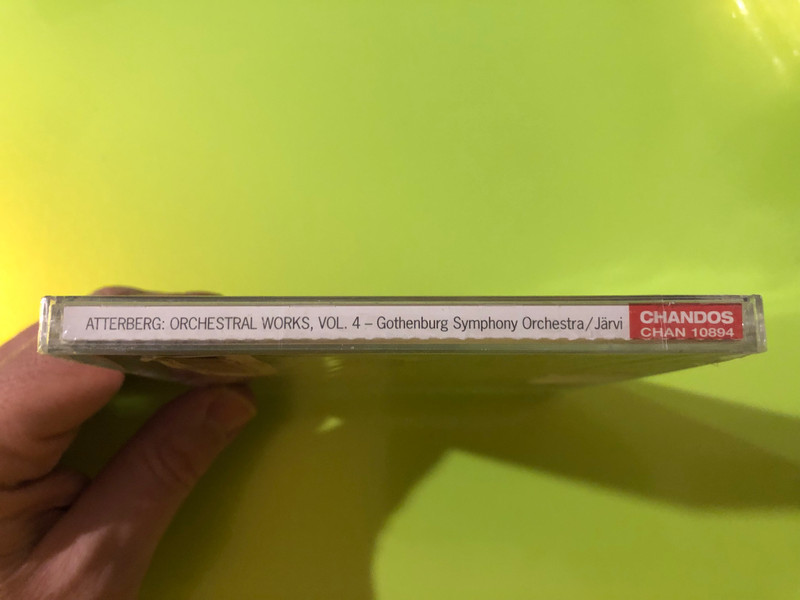 ATTERBERG: ORCHESTRAL WORKS, VOL. 4 – Gothenburg Symphony Orchestra/Järvi
CHANDOS
CHAN 10894